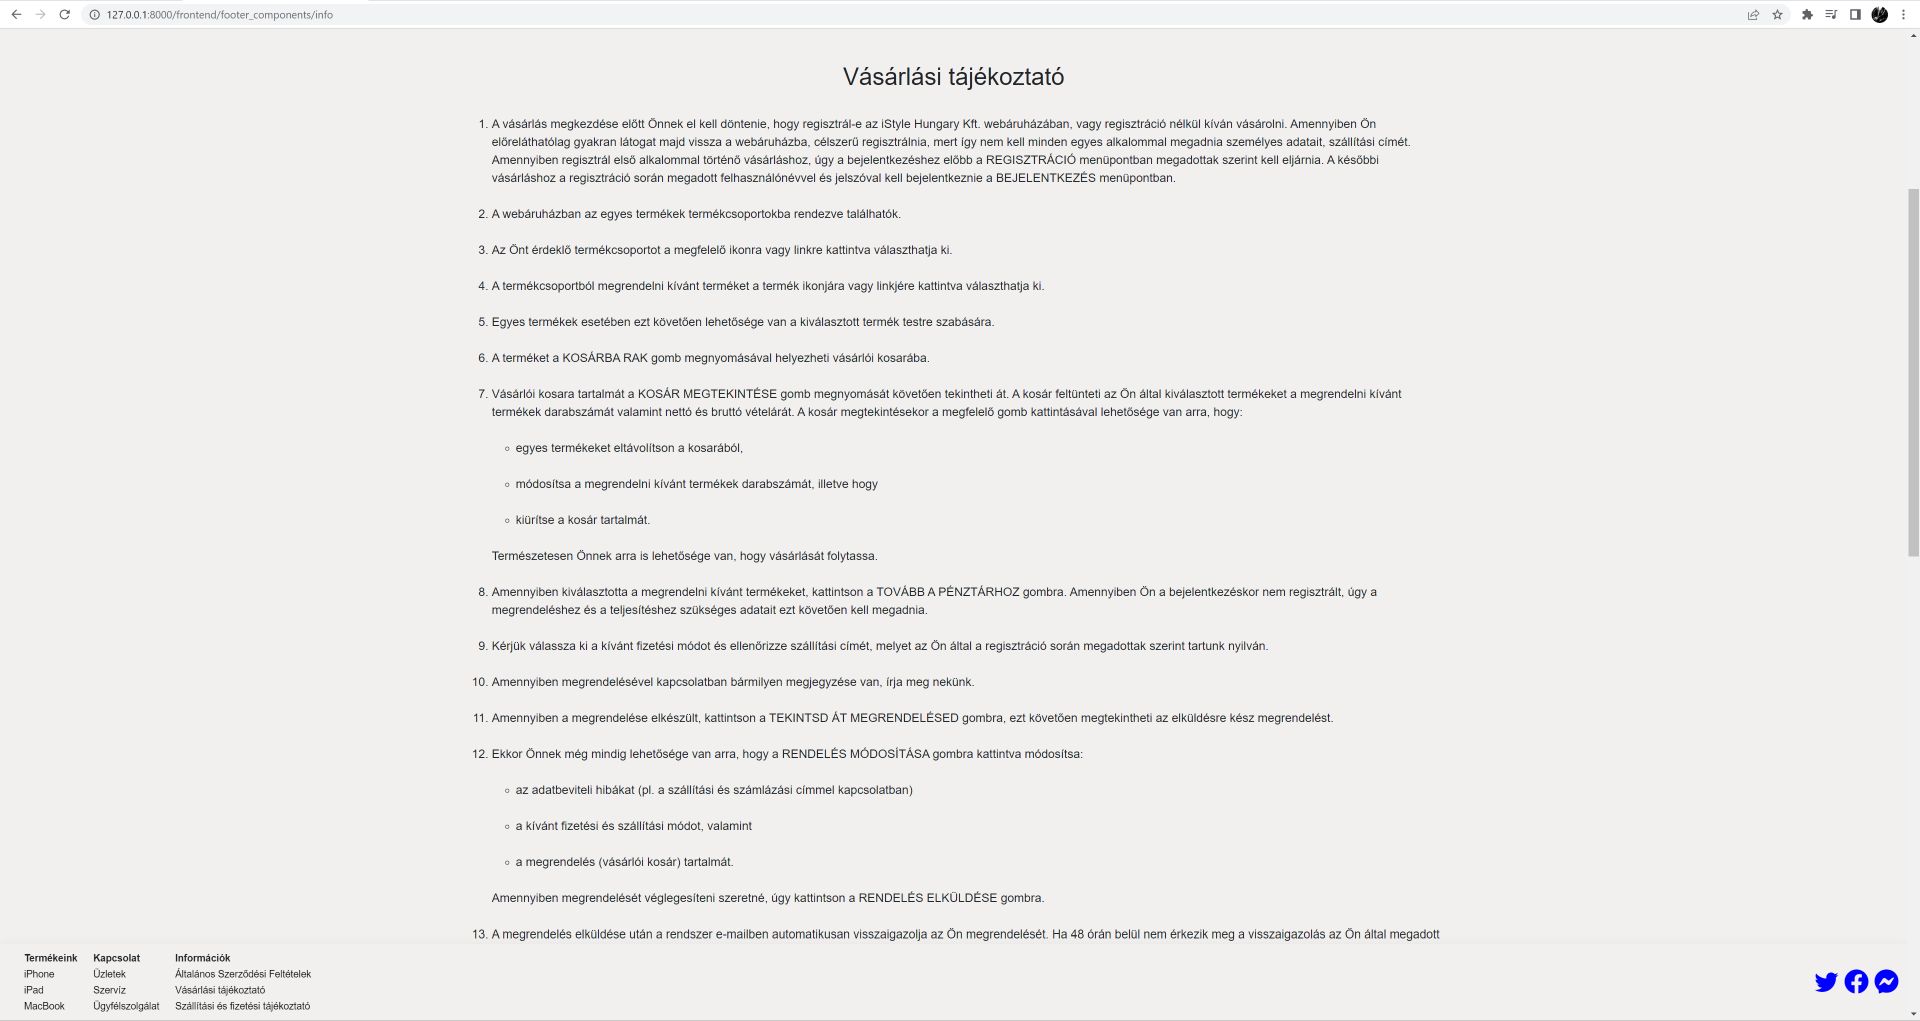 127.0.0.1:8000/frontend/footer_components/info
Vásárlási tájékoztató
1. A vásárlás megkezdése előtt Önnek el kell döntenie, hogy regisztrál-e az iStyle Hungary Kft. webáruházában, vagy regisztráció nélkül kíván vásárolni. Amennyiben Ön
előreláthatólag gyakran látogat majd vissza a webáruházba, célszerű regisztrálnia, mert így nem kell minden egyes alkalommal megadnia személyes adatait, szállítási címét.
Amennyiben regisztrál első alkalommal történő vásárláshoz, úgy a bejelentkezéshez előbb a REGISZTRÁCIÓ menüpontban megadottak szerint kell eljárnia. A későbbi
vásárláshoz a regisztráció során megadott felhasználónévvel és jelszóval kell bejelentkeznie a BEJELENTKEZÉS menüpontban.
2. A webáruházban az egyes termékek termékcsoportokba rendezve találhatók.
3. Az Önt érdeklő termékcsoportot a megfelelő ikonra vagy linkre kattintva választhatja ki.
4. A termékcsoportból megrendelni kívánt terméket a termék ikonjára vagy linkjére kattintva választhatja ki.
5. Egyes termékek esetében ezt követően lehetősége van a kiválasztott termék testre szabására.
6. A terméket a KOSÁRBA RAK gomb megnyomásával helyezheti vásárlói kosarába.
7. Vásárlói kosara tartalmát a KOSÁR MEGTEKINTÉSE gomb megnyomását követően tekintheti át. A kosár feltünteti az Ön által kiválasztott termékeket a megrendelni kívánt
termékek darabszámát valamint nettó és bruttó vételárát. A kosár megtekintésekor a megfelelő gomb kattintásával lehetősége van arra, hogy:
◦ egyes termékeket eltávolítson a kosarából,
◦ módosítsa a megrendelni kívánt termékek darabszámát, illetve hogy
◦ kiürítse a kosár tartalmát.
Természetesen Önnek arra is lehetősége van, hogy vásárlását folytassa.
8. Amennyiben kiválasztotta a megrendelni kívánt termékeket, kattintson a TOVÁBB A PÉNZTÁRHOZ gombra. Amennyiben Ön a bejelentkezéskor nem regisztrált, úgy a
megrendeléshez és a teljesítéshez szükséges adatait ezt követően kell megadnia.
9. Kérjük válassza ki a kívánt fizetési módot és ellenőrizze szállítási címét, melyet az Ön által a regisztráció során megadottak szerint tartunk nyilván.
10. Amennyiben megrendelésével kapcsolatban bármilyen megjegyzése van, írja meg nekünk.
11. Amennyiben a megrendelése elkészült, kattintson a TEKINTSD ÁT MEGRENDELÉSED gombra, ezt követően megtekintheti az elküldésre kész megrendelést.
12. Ekkor Önnek még mindig lehetősége van arra, hogy a RENDELÉS MÓDOSÍTÁSA gombra kattintva módosítsa:
◦ az adatbeviteli hibákat (pl. a szállítási és számlázási címmel kapcsolatban)
◦ a kívánt fizetési és szállítási módot, valamint
◦ a megrendelés (vásárlói kosár) tartalmát.
Amennyiben megrendelését véglegesíteni szeretné, úgy kattintson a RENDELÉS ELKÜLDÉSE gombra.
13. A megrendelés elküldése után a rendszer e-mailben automatikusan visszaigazolja az Ön megrendelését. Ha 48 órán belül nem érkezik meg a visszaigazolás az Ön által megadott
Termékeink Kapcsolat Információk
iPhone Üzletek Általános Szerződési Feltételek
iPad Szervíz Vásárlási tájékoztató
MacBook Ügyfélszolgálat Szállítási és fizetési tájékoztató